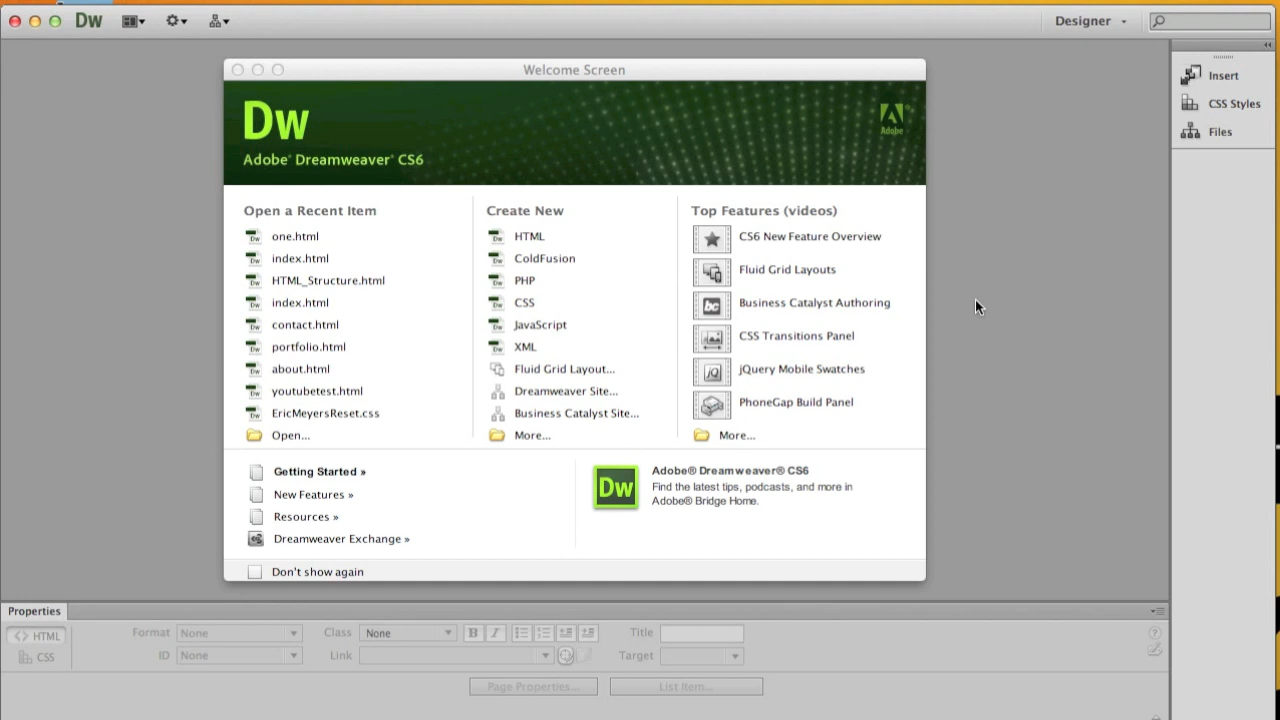 Dw
Designer
Welcome Screen
Insert
CSS Styles
Files
Dw
Adobe® Dreamweaver® CS6
Adobe
Open a Recent Item
one.html
index.html
HTML_Structure.html
index.html
contact.html
portfolio.html
about.html
youtubetest.html
EricMeyersReset.css
Open...
Create New
HTML
ColdFusion
PHP
CSS
JavaScript
XML
Fluid Grid Layout...
Dreamweaver Site...
Business Catalyst Site...
More...
Top Features (videos)
CS6 New Feature Overview
Fluid Grid Layouts
bc
Business Catalyst Authoring
CSS Transitions Panel
jQ
jQuery Mobile Swatches
PhoneGap Build Panel
More...
Getting Started »
New Features »
Resources »
Dreamweaver Exchange »
Dw
Adobe® Dreamweaver® CS6
Find the latest tips, podcasts, and more in
Adobe® Bridge Home.
Don't show again
Properties
<> HTML
Format None
Class None
B I
Title
CSS
ID None
Link
Target
Page Properties...
List Item...